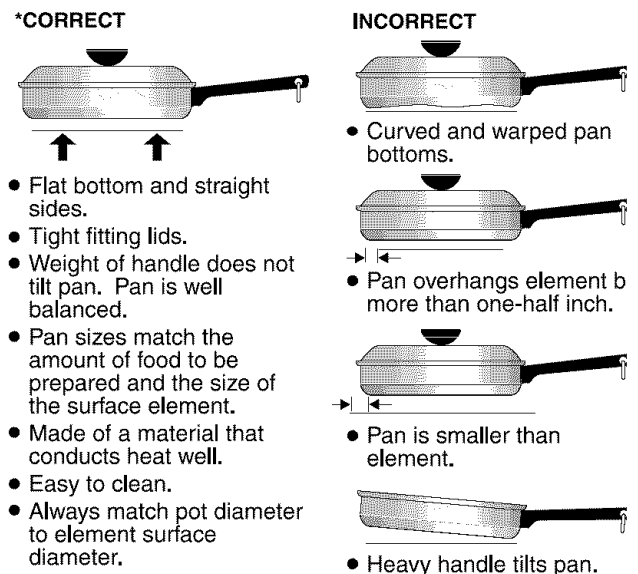 *CORRECT
● Flat bottom and straight
sides.
● Tight fitting lids.
● Weight of handle does not
tilt pan. Pan is well
balanced.
● Pan sizes match the
amount of food to be
prepared and the size of
the surface element.
● Made of a material that
conducts heat well.
● Easy to clean.
● Always match pot diameter
to element surface
diameter.
INCORRECT
● Curved and warped pan
bottoms.
● Pan overhangs element b
more than one-half inch.
● Pan is smaller than
element.
● Heavy handle tilts pan.